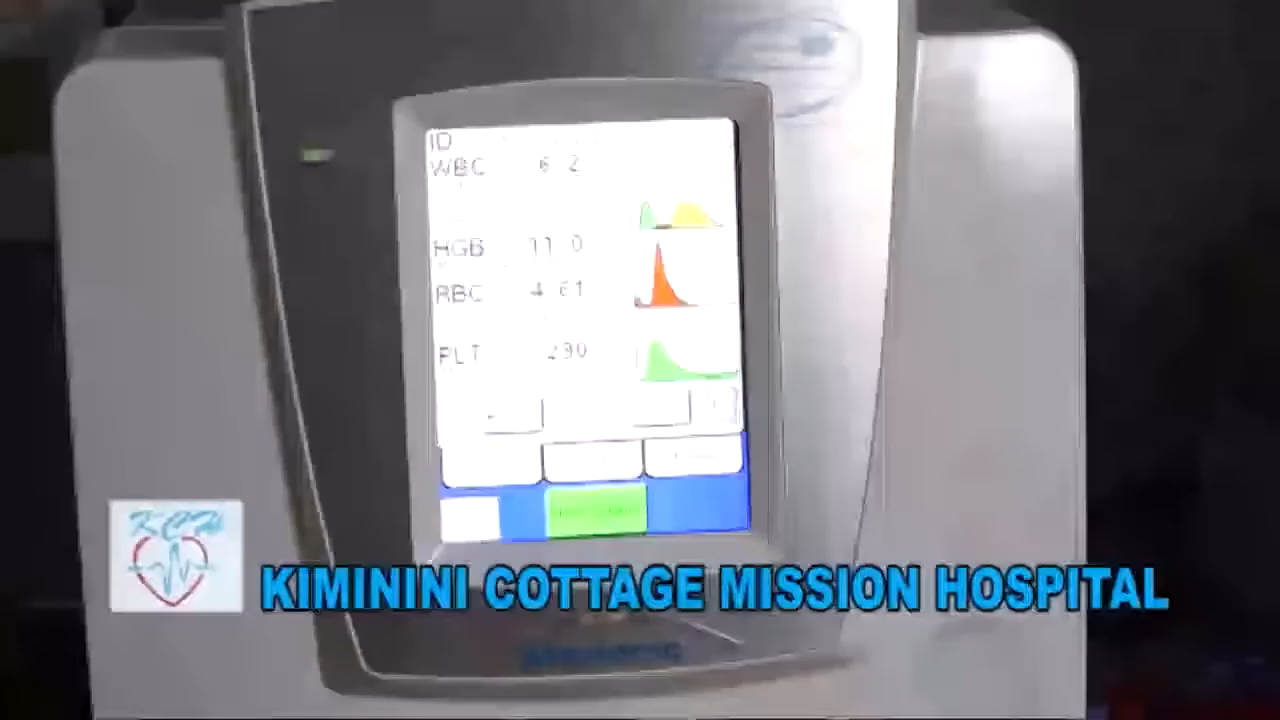 ID
WBC 6.2
HGB 11.0
RBC 4.61
PLT 290
KCH
KIMININI COTTAGE MISSION HOSPITAL